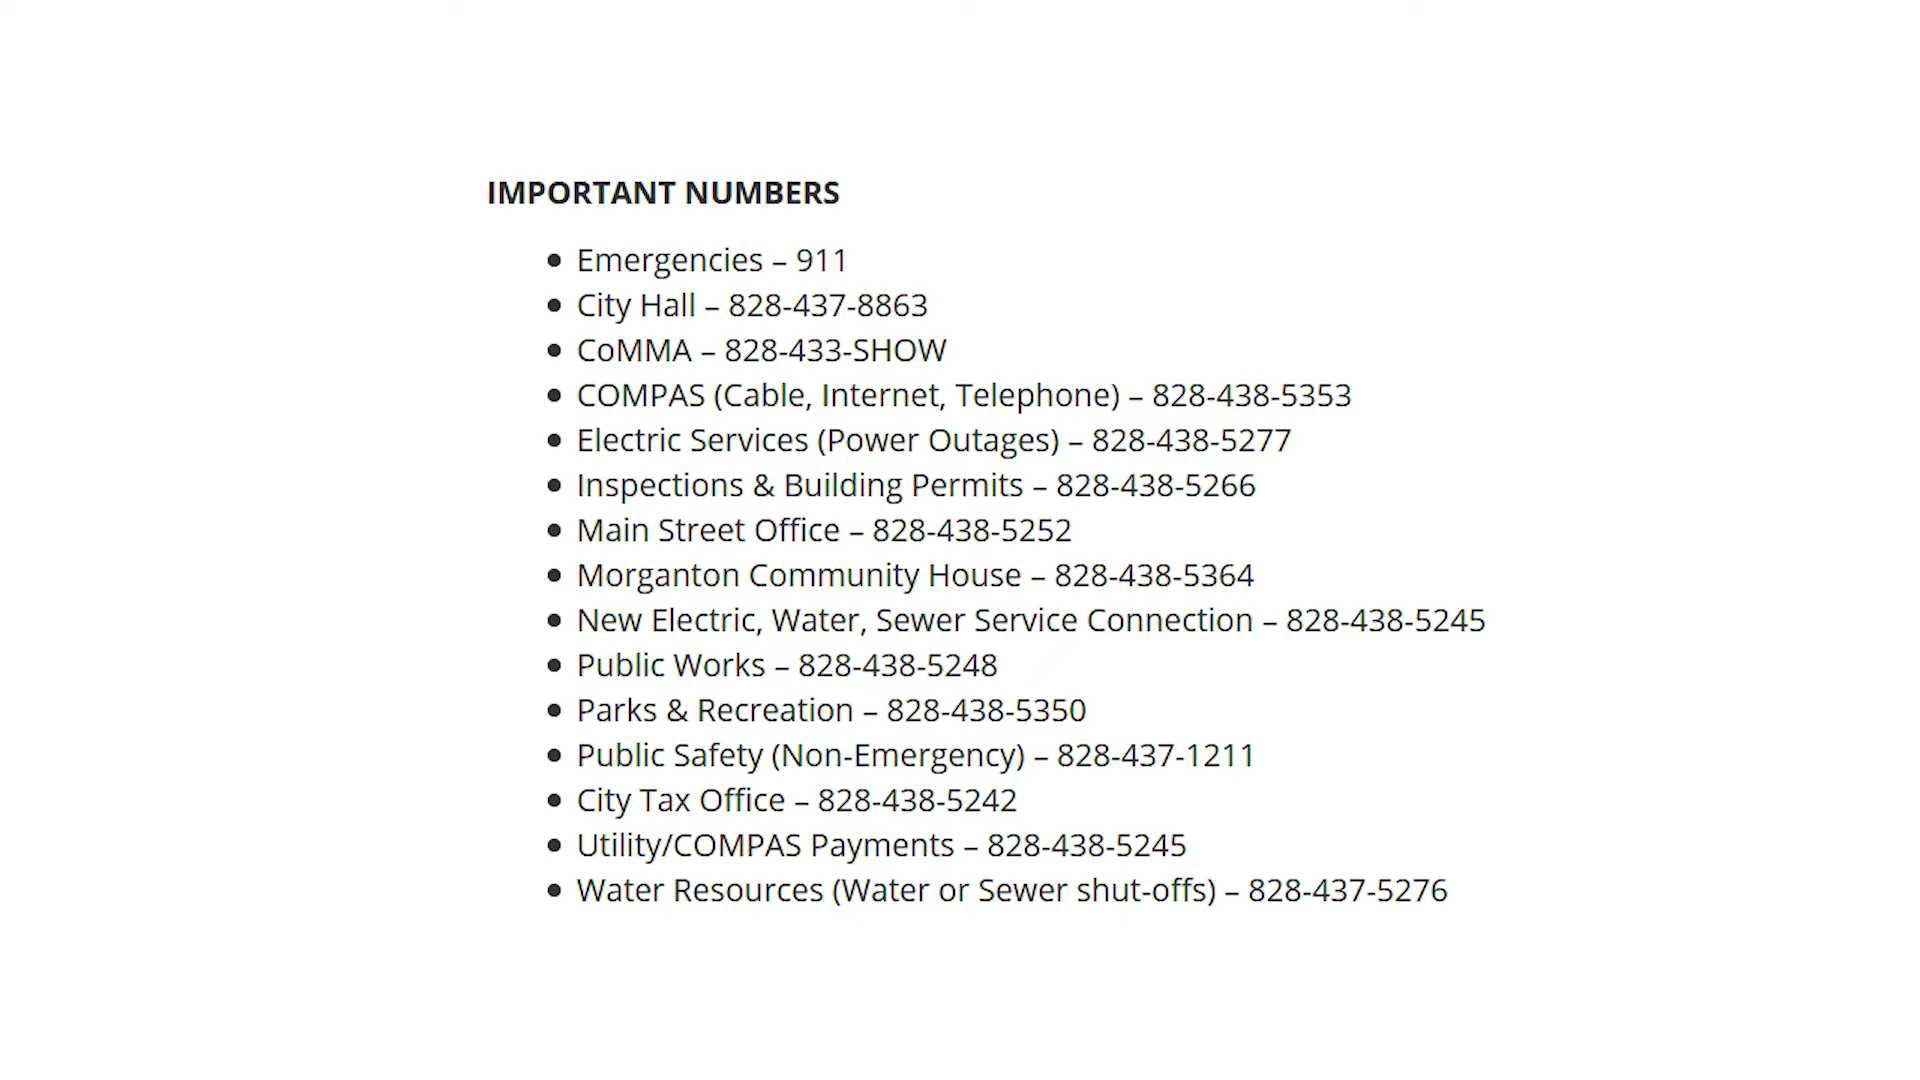 IMPORTANT NUMBERS
• Emergencies – 911
• City Hall – 828-437-8863
• CoMMA – 828-433-SHOW
• COMPAS (Cable, Internet, Telephone) – 828-438-5353
• Electric Services (Power Outages) – 828-438-5277
• Inspections & Building Permits – 828-438-5266
• Main Street Office – 828-438-5252
• Morganton Community House – 828-438-5364
• New Electric, Water, Sewer Service Connection – 828-438-5245
• Public Works – 828-438-5248
• Parks & Recreation – 828-438-5350
• Public Safety (Non-Emergency) – 828-437-1211
• City Tax Office – 828-438-5242
• Utility/COMPAS Payments – 828-438-5245
• Water Resources (Water or Sewer shut-offs) – 828-437-5276